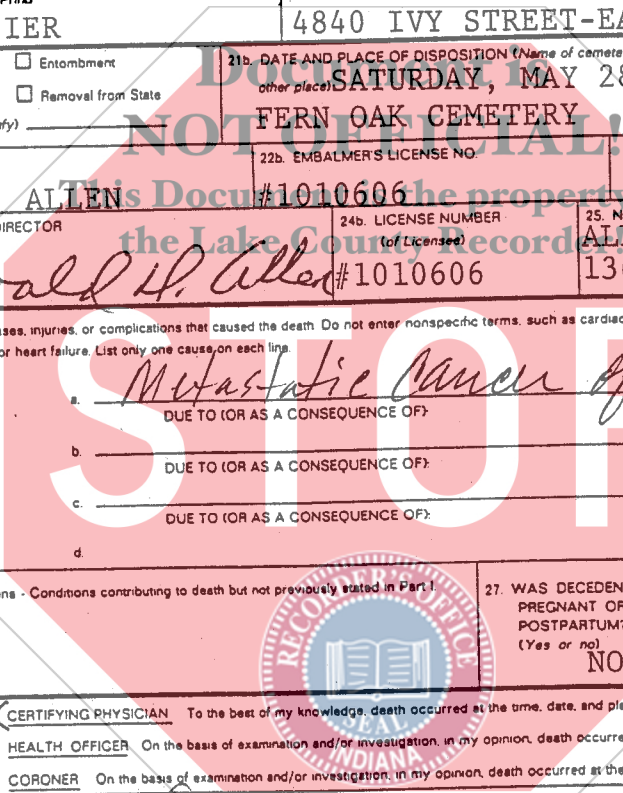 IER 4840 IVY STREET-EA
Entombment
Removal from State
21b. DATE AND PLACE OF DISPOSITION (Name of cemete
other place) SATURDAY, MAY 28
FERN OAK CEMETERY
Document is
NOT OFFICIAL!
This Document is the property
the Lake County Recorder!
22b. EMBALMER'S LICENSE NO.
ALLEN #1010606
DIRECTOR
24b. LICENSE NUMBER
(of Licensee)
25. N
ald H. Allen #1010606
13
ses, injuries, or complications that caused the death Do not enter nonspecific terms, such as cardiac
or heart failure. List only one cause on each line.
a. Metastatic Cancer of
DUE TO (OR AS A CONSEQUENCE OF):
b.
DUE TO (OR AS A CONSEQUENCE OF):
c.
DUE TO (OR AS A CONSEQUENCE OF):
d.
STO
ns - Conditions contributing to death but not previously stated in Part I.
27. WAS DECEDEN
PREGNANT OR
POSTPARTUM?
(Yes or no)
NO
RECORDER'S OFFICE
SEAL
INDIANA
CERTIFYING PHYSICIAN To the best of my knowledge, death occurred at the time, date, and pla
HEALTH OFFICER On the basis of examination and/or investigation, in my opinion, death occurre
CORONER On the basis of examination and/or investigation, in my opinion, death occurred at the